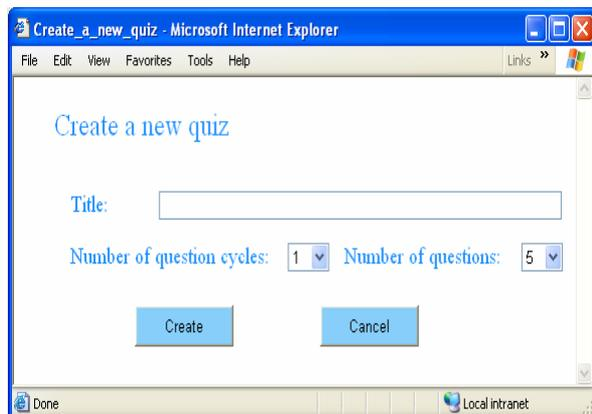 Create_a_new_quiz - Microsoft Internet Explorer
File Edit View Favorites Tools Help Links »
Create a new quiz
Title:
Number of question cycles: 1 Number of questions: 5
Create Cancel
Done Local intranet